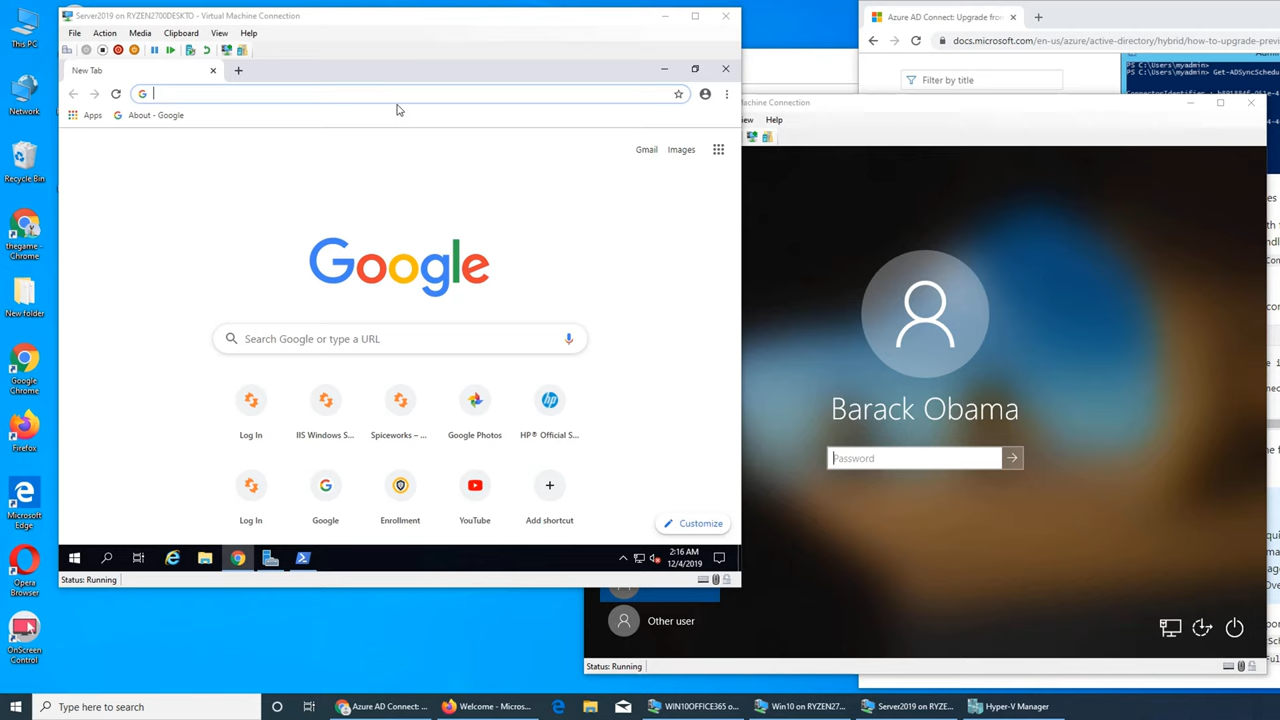 This PC
Network
Recycle Bin
thegame -
Chrome
New folder
Google
Chrome
Firefox
Microsoft
Edge
Opera
Browser
OnScreen
Control
Server2019 on RYZEN2700DESKTO - Virtual Machine Connection
File Action Media Clipboard View Help
New Tab
Apps About - Google
Gmail Images
Google
Search Google or type a URL
Log In IIS Windows S... Spiceworks – ... Google Photos HP® Official S...
Log In Google Enrollment YouTube Add shortcut
Customize
2:16 AM
12/4/2019
Status: Running
Azure AD Connect: Upgrade from
docs.microsoft.com/en-us/azure/active-directory/hybrid/how-to-upgrade-previ
Filter by title
PS C:\Users\myadmin>
PS C:\Users\myadmin> Get-ADSyncSchedu
Machine Connection
Help
Barack Obama
Password
Other user
Status: Running
Type here to search
Azure AD Connect: ...
Welcome - Mozilla...
WIN10OFFICE365 o...
Win10 on RYZEN27...
Server2019 on RYZE...
Hyper-V Manager